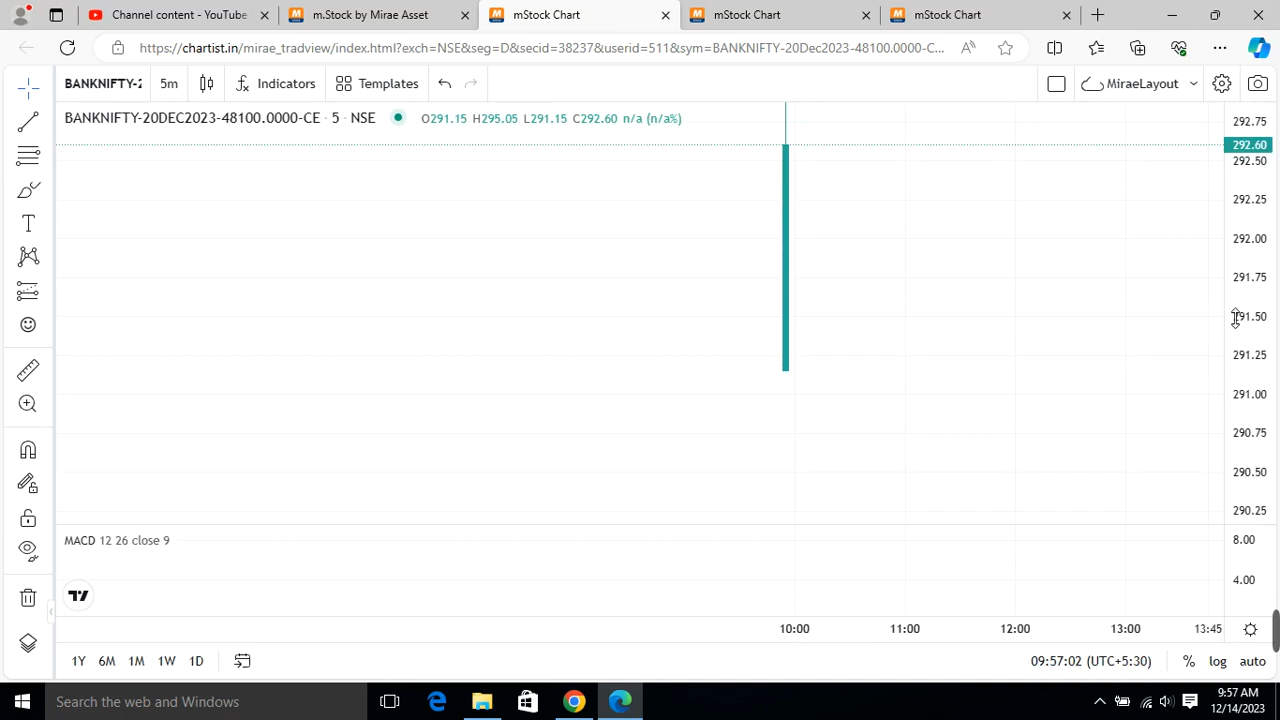 Channel content - YouTube
mStock by Mirae Asset
mStock Chart
mStock Chart
mStock Chart
https://chartist.in/mirae_tradview/index.html?exch=NSE&seg=D&secid=38237&userid=511&sym=BANKNIFTY-20Dec2023-48100.0000-C...
BANKNIFTY-2
5m
Indicators
Templates
MiraeLayout
BANKNIFTY-20DEC2023-48100.0000-CE · 5 · NSE
O291.15 H295.05 L291.15 C292.60 n/a (n/a%)
292.75
292.60
292.50
292.25
292.00
291.75
291.50
291.25
291.00
290.75
290.50
290.25
MACD 12 26 close 9
8.00
4.00
10:00
11:00
12:00
13:00
13:45
1Y
6M
1M
1W
1D
09:57:02 (UTC+5:30)
%
log
auto
Search the web and Windows
9:57 AM
12/14/2023